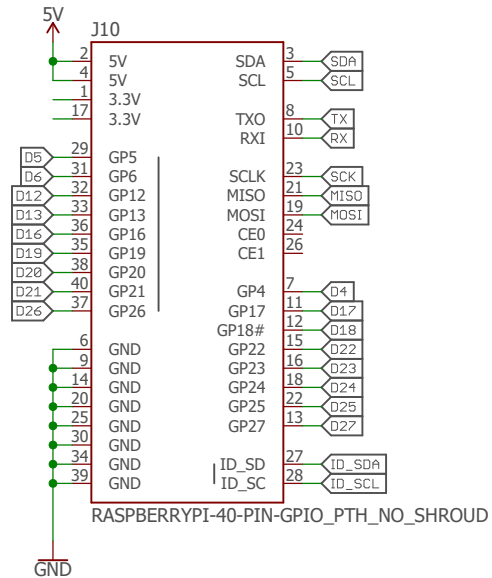 5V
J10
2 5V SDA 3 SDA
4 5V SCL 5 SCL
1 3.3V
17 3.3V TXO 8 TX
RXI 10 RX
D5 29 GP5
D6 31 GP6 SCLK 23 SCK
D12 32 GP12 MISO 21 MISO
D13 33 GP13 MOSI 19 MOSI
D16 36 GP16 CE0 24
D19 35 GP19 CE1 26
D20 38 GP20
D21 40 GP21 GP4 7 D4
D26 37 GP26 GP17 11 D17
GP18# 12 D18
6 GND GP22 15 D22
9 GND GP23 16 D23
14 GND GP24 18 D24
20 GND GP25 22 D25
25 GND GP27 13 D27
30 GND
34 GND ID_SD 27 ID_SDA
39 GND ID_SC 28 ID_SCL
RASPBERRYPI-40-PIN-GPIO_PTH_NO_SHROUD
GND